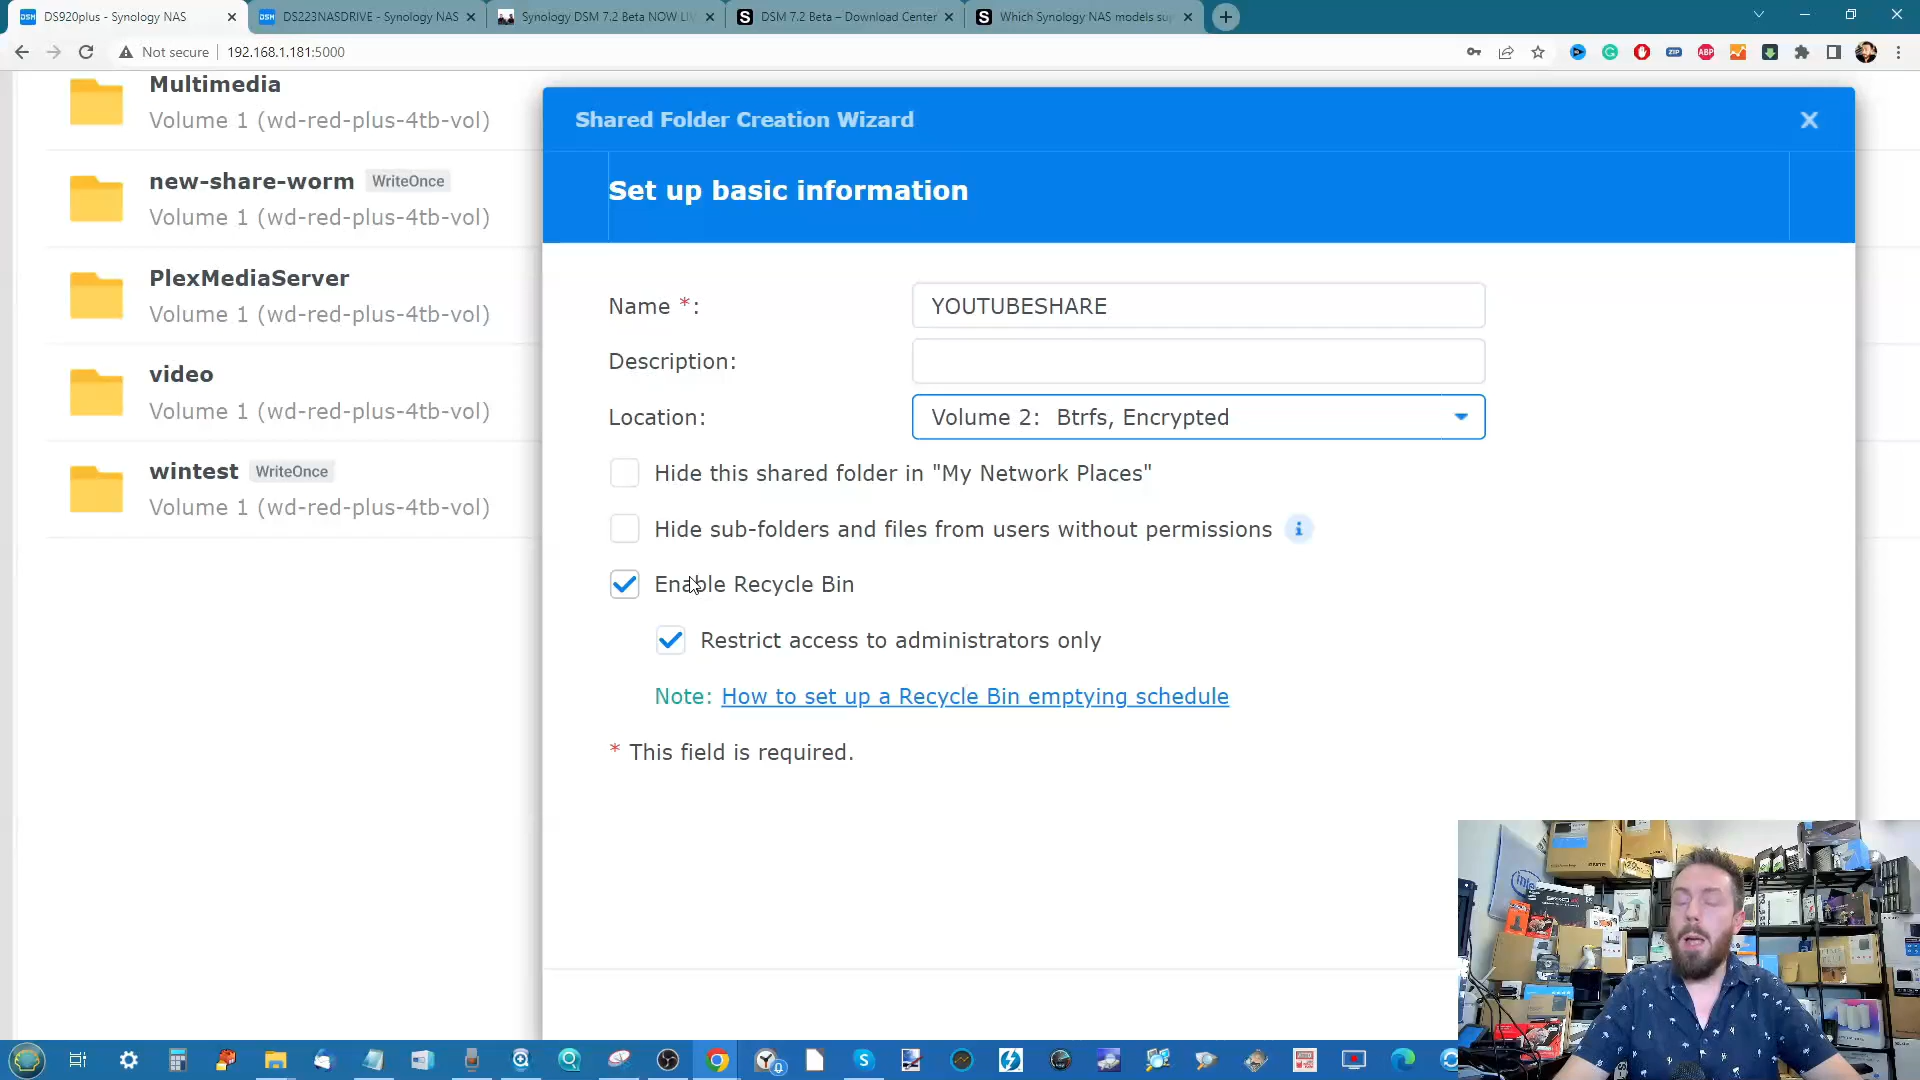 DS920plus - Synology NAS
DS223NASDRIVE - Synology NAS
Synology DSM 7.2 Beta NOW LIV
DSM 7.2 Beta – Download Center
Which Synology NAS models sup
Not secure
192.168.1.181:5000
Multimedia
Volume 1 (wd-red-plus-4tb-vol)
new-share-worm WriteOnce
Volume 1 (wd-red-plus-4tb-vol)
PlexMediaServer
Volume 1 (wd-red-plus-4tb-vol)
video
Volume 1 (wd-red-plus-4tb-vol)
wintest WriteOnce
Volume 1 (wd-red-plus-4tb-vol)
Shared Folder Creation Wizard
Set up basic information
Name *: YOUTUBESHARE
Description:
Location: Volume 2: Btrfs, Encrypted
Hide this shared folder in "My Network Places"
Hide sub-folders and files from users without permissions
Enable Recycle Bin
Restrict access to administrators only
Note: How to set up a Recycle Bin emptying schedule
* This field is required.
intel